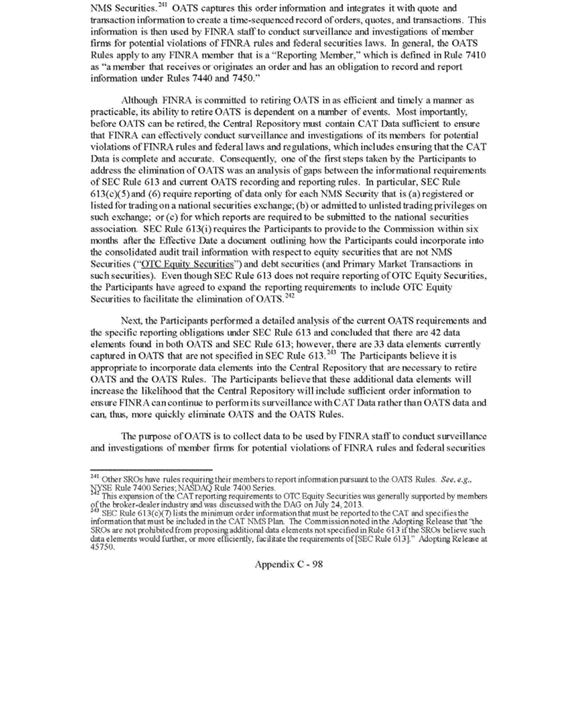 NMS Securities.241 OATS captures this order information and integrates it with quote and
transaction information to create a time-sequenced record of orders, quotes, and transactions. This
information is then used by FINRA staff to conduct surveillance and investigations of member
firms for potential violations of FINRA rules and federal securities laws. In general, the OATS
Rules apply to any FINRA member that is a “Reporting Member,” which is defined in Rule 7410
as “a member that receives or originates an order and has an obligation to record and report
information under Rules 7440 and 7450.”
Although FINRA is committed to retiring OATS in as efficient and timely a manner as
practicable, its ability to retire OATS is dependent on a number of events. Most importantly,
before OATS can be retired, the Central Repository must contain CAT Data sufficient to ensure
that FINRA can effectively conduct surveillance and investigations of its members for potential
violations of FINRA rules and federal laws and regulations, which includes ensuring that the CAT
Data is complete and accurate. Consequently, one of the first steps taken by the Participants to
address the elimination of OATS was an analysis of gaps between the informational requirements
of SEC Rule 613 and current OATS recording and reporting rules. In particular, SEC Rule
613(c)(5) and (6) require reporting of data only for each NMS Security that is (a) registered or
listed for trading on a national securities exchange; (b) or admitted to unlisted trading privileges on
such exchange; or (c) for which reports are required to be submitted to the national securities
association. SEC Rule 613(i) requires the Participants to provide to the Commission within six
months after the Effective Date a document outlining how the Participants could incorporate into
the consolidated audit trail information with respect to equity securities that are not NMS
Securities (“OTC Equity Securities”) and debt securities (and Primary Market Transactions in
such securities). Even though SEC Rule 613 does not require reporting of OTC Equity Securities,
the Participants have agreed to expand the reporting requirements to include OTC Equity
Securities to facilitate the elimination of OATS.242
Next, the Participants performed a detailed analysis of the current OATS requirements and
the specific reporting obligations under SEC Rule 613 and concluded that there are 42 data
elements found in both OATS and SEC Rule 613; however, there are 33 data elements currently
captured in OATS that are not specified in SEC Rule 613.243 The Participants believe it is
appropriate to incorporate data elements into the Central Repository that are necessary to retire
OATS and the OATS Rules. The Participants believe that these additional data elements will
increase the likelihood that the Central Repository will include sufficient order information to
ensure FINRA can continue to perform its surveillance with CAT Data rather than OATS data and
can, thus, more quickly eliminate OATS and the OATS Rules.
The purpose of OATS is to collect data to be used by FINRA staff to conduct surveillance
and investigations of member firms for potential violations of FINRA rules and federal securities
241 Other SROs have rules requiring their members to report information pursuant to the OATS Rules. See, e.g.,
NYSE Rule 7400 Series; NASDAQ Rule 7400 Series.
242 This expansion of the CAT reporting requirements to OTC Equity Securities was generally supported by members
of the broker-dealer industry and was discussed with the DAG on July 24, 2013.
243 SEC Rule 613(c)(7) lists the minimum order information that must be reported to the CAT and specifies the
information that must be included in the CAT NMS Plan. The Commission noted in the Adopting Release that “the
SROs are not prohibited from proposing additional data elements not specified in Rule 613 if the SROs believe such
data elements would further, or more efficiently, facilitate the requirements of [SEC Rule 613].” Adopting Release at
45750.
Appendix C - 98